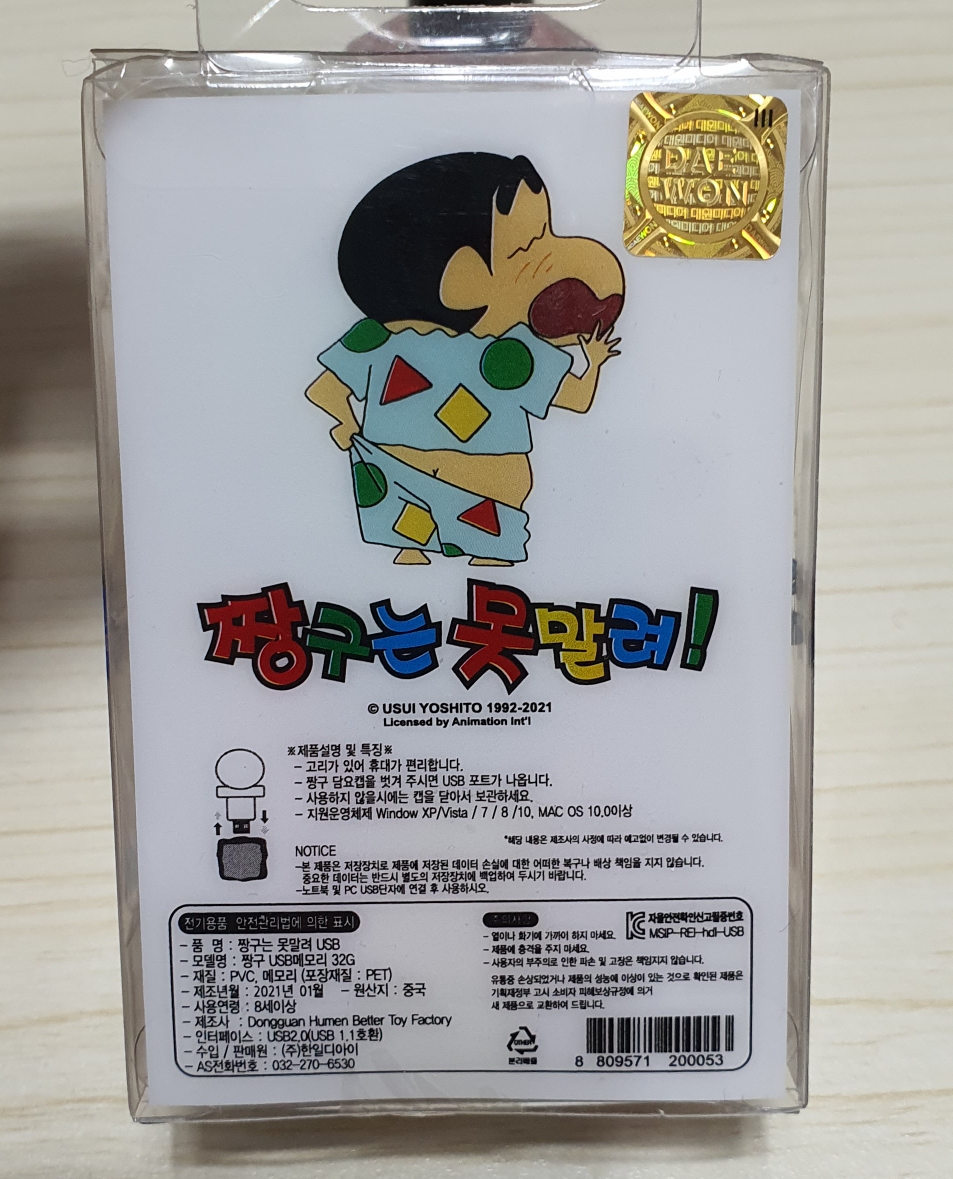 DAE
WON
짱구는 못말려!
© USUI YOSHITO 1992-2021
Licensed by Animation Int'l
※제품설명 및 특징※
- 고리가 있어 휴대가 편리합니다.
- 짱구 담요캡을 벗겨 주시면 USB 포트가 나옵니다.
- 사용하지 않을시에는 캡을 닫아서 보관하세요.
- 지원운영체제 Window XP/Vista / 7 / 8 /10, MAC OS 10.0이상
*해당 내용은 제조사의 사정에 따라 예고없이 변경될 수 있습니다.
NOTICE
-본 제품은 저장장치로 제품에 저장된 데이터 손실에 대한 어떠한 복구나 배상 책임을 지지 않습니다.
중요한 데이터는 반드시 별도의 저장장치에 백업하여 두시기 바랍니다.
-노트북 및 PC USB단자에 연결 후 사용하시오.
전기용품 안전관리법에 의한 표시
- 품 명 : 짱구는 못말려 USB
- 모델명 : 짱구 USB메모리 32G
- 재질 : PVC, 메모리 (포장재질 : PET)
- 제조년월 : 2021년 01월 - 원산지 : 중국
- 사용연령 : 8세이상
- 제조사 : Dongguan Humen Better Toy Factory
- 인터페이스 : USB2.0(USB 1.1호환)
- 수입 / 판매원 : (주)한일디아이
- AS전화번호 : 032-270-6530
주의사항
- 열이나 화기에 가까이 하지 마세요.
- 제품에 충격을 주지 마세요.
- 사용자의 부주의로 인한 파손 및 고장은 책임지지 않습니다.
자율안전확인신고필증번호
MSIP-REI-hdi-USB
유통중 손상되었거나 제품의 성능에 이상이 있는 것으로 확인된 제품은
기획재정부 고시 소비자 피해보상규정에 의거
새 제품으로 교환하여 드립니다.
OTHER
분리배출
8 809571 200053